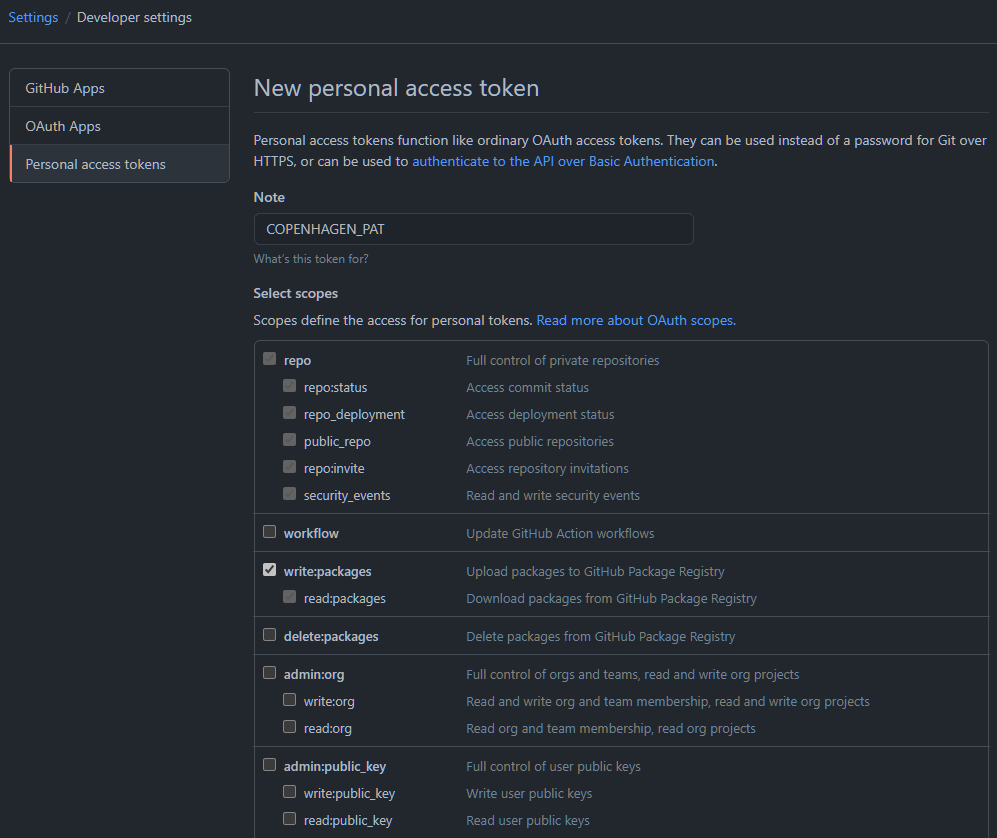 Settings / Developer settings
GitHub Apps
OAuth Apps
Personal access tokens
New personal access token
Personal access tokens function like ordinary OAuth access tokens. They can be used instead of a password for Git over
HTTPS, or can be used to authenticate to the API over Basic Authentication.
Note
COPENHAGEN_PAT
What's this token for?
Select scopes
Scopes define the access for personal tokens. Read more about OAuth scopes.
repo Full control of private repositories
repo:status Access commit status
repo_deployment Access deployment status
public_repo Access public repositories
repo:invite Access repository invitations
security_events Read and write security events
workflow Update GitHub Action workflows
write:packages Upload packages to GitHub Package Registry
read:packages Download packages from GitHub Package Registry
delete:packages Delete packages from GitHub Package Registry
admin:org Full control of orgs and teams, read and write org projects
write:org Read and write org and team membership, read and write org projects
read:org Read org and team membership, read org projects
admin:public_key Full control of user public keys
write:public_key Write user public keys
read:public_key Read user public keys